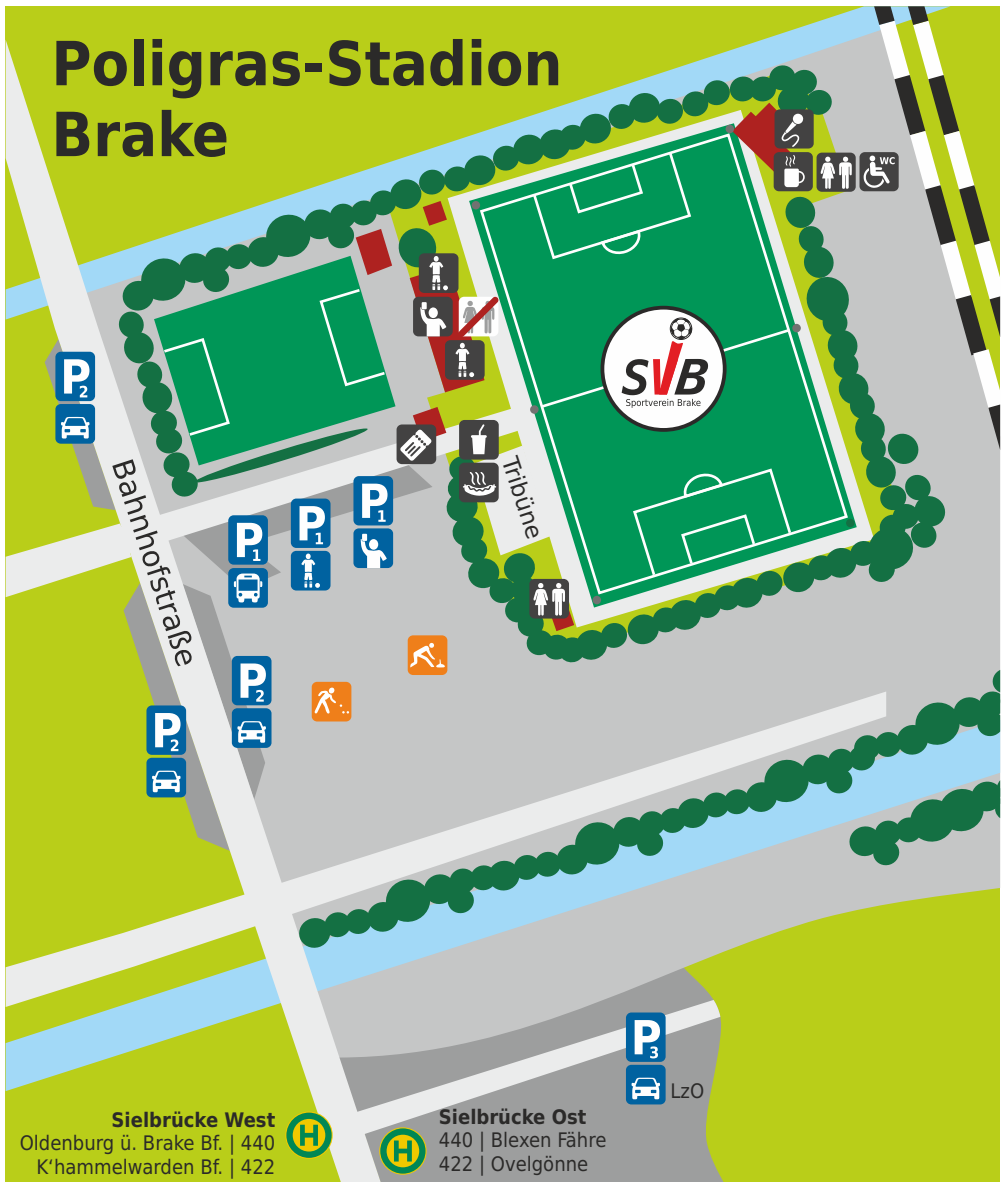 Poligras-Stadion
Brake
WC
SVB
Sportverein Brake
P2
Tribüne
Bahnhofstraße
P1
P1
P1
P2
P2
P3
LzO
Sielbrücke West
Oldenburg ü. Brake Bf. | 440
K‘hammelwarden Bf. | 422
H
H
Sielbrücke Ost
440 | Blexen Fähre
422 | Ovelgönne